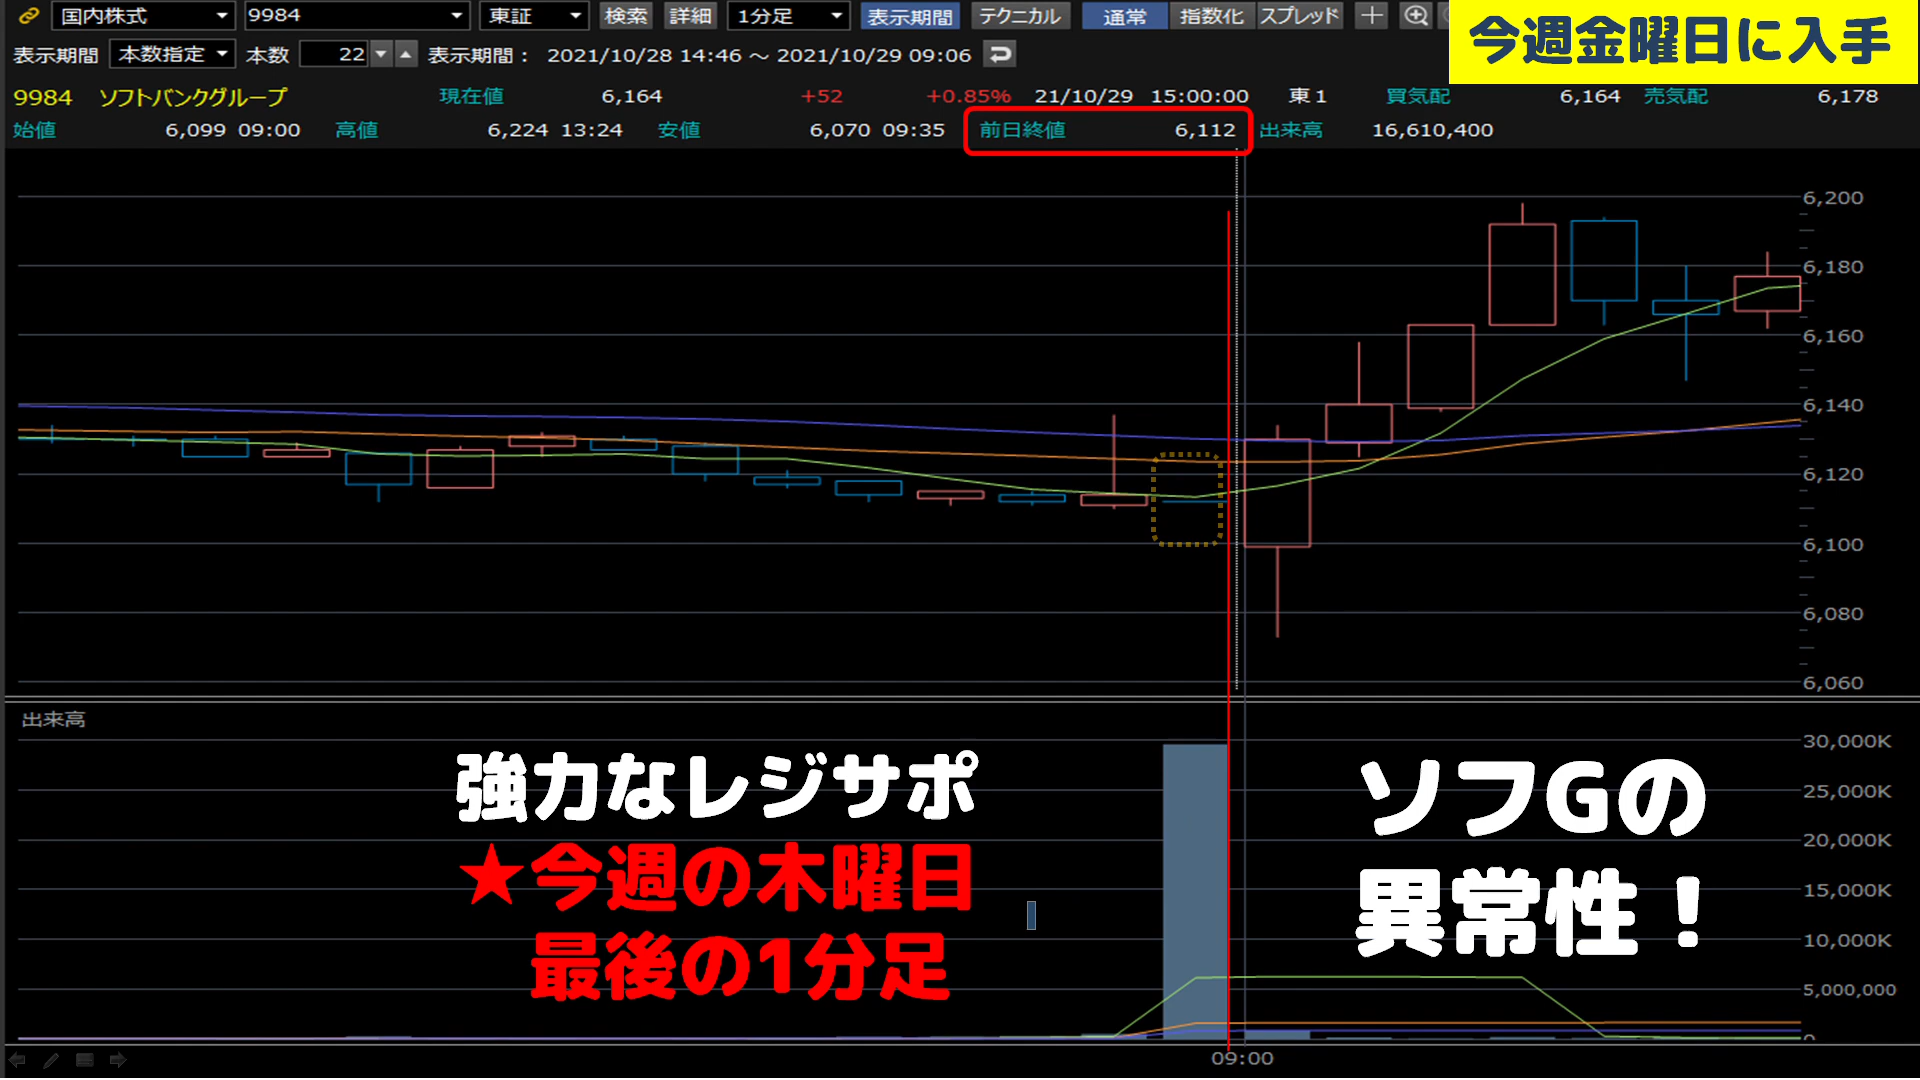 国内株式 9984 東証 検索 詳細 1分足 表示期間 テクニカル 通常 指数化 スプレッド
今週金曜日に入手
表示期間 本数指定 本数 22 表示期間： 2021/10/28 14:46 ～ 2021/10/29 09:06
9984 ソフトバンクグループ 現在値 6,164 +52 +0.85% 21/10/29 15:00:00 東1 買気配 6,164 売気配 6,178
始値 6,099 09:00 高値 6,224 13:24 安値 6,070 09:35 前日終値 6,112 出来高 16,610,400
6,200
6,180
6,160
6,140
6,120
6,100
6,080
6,060
出来高
30,000K
25,000K
20,000K
15,000K
10,000K
5,000,000
0
強力なレジサポ
★今週の木曜日
最後の1分足
ソフGの
異常性！
09:00